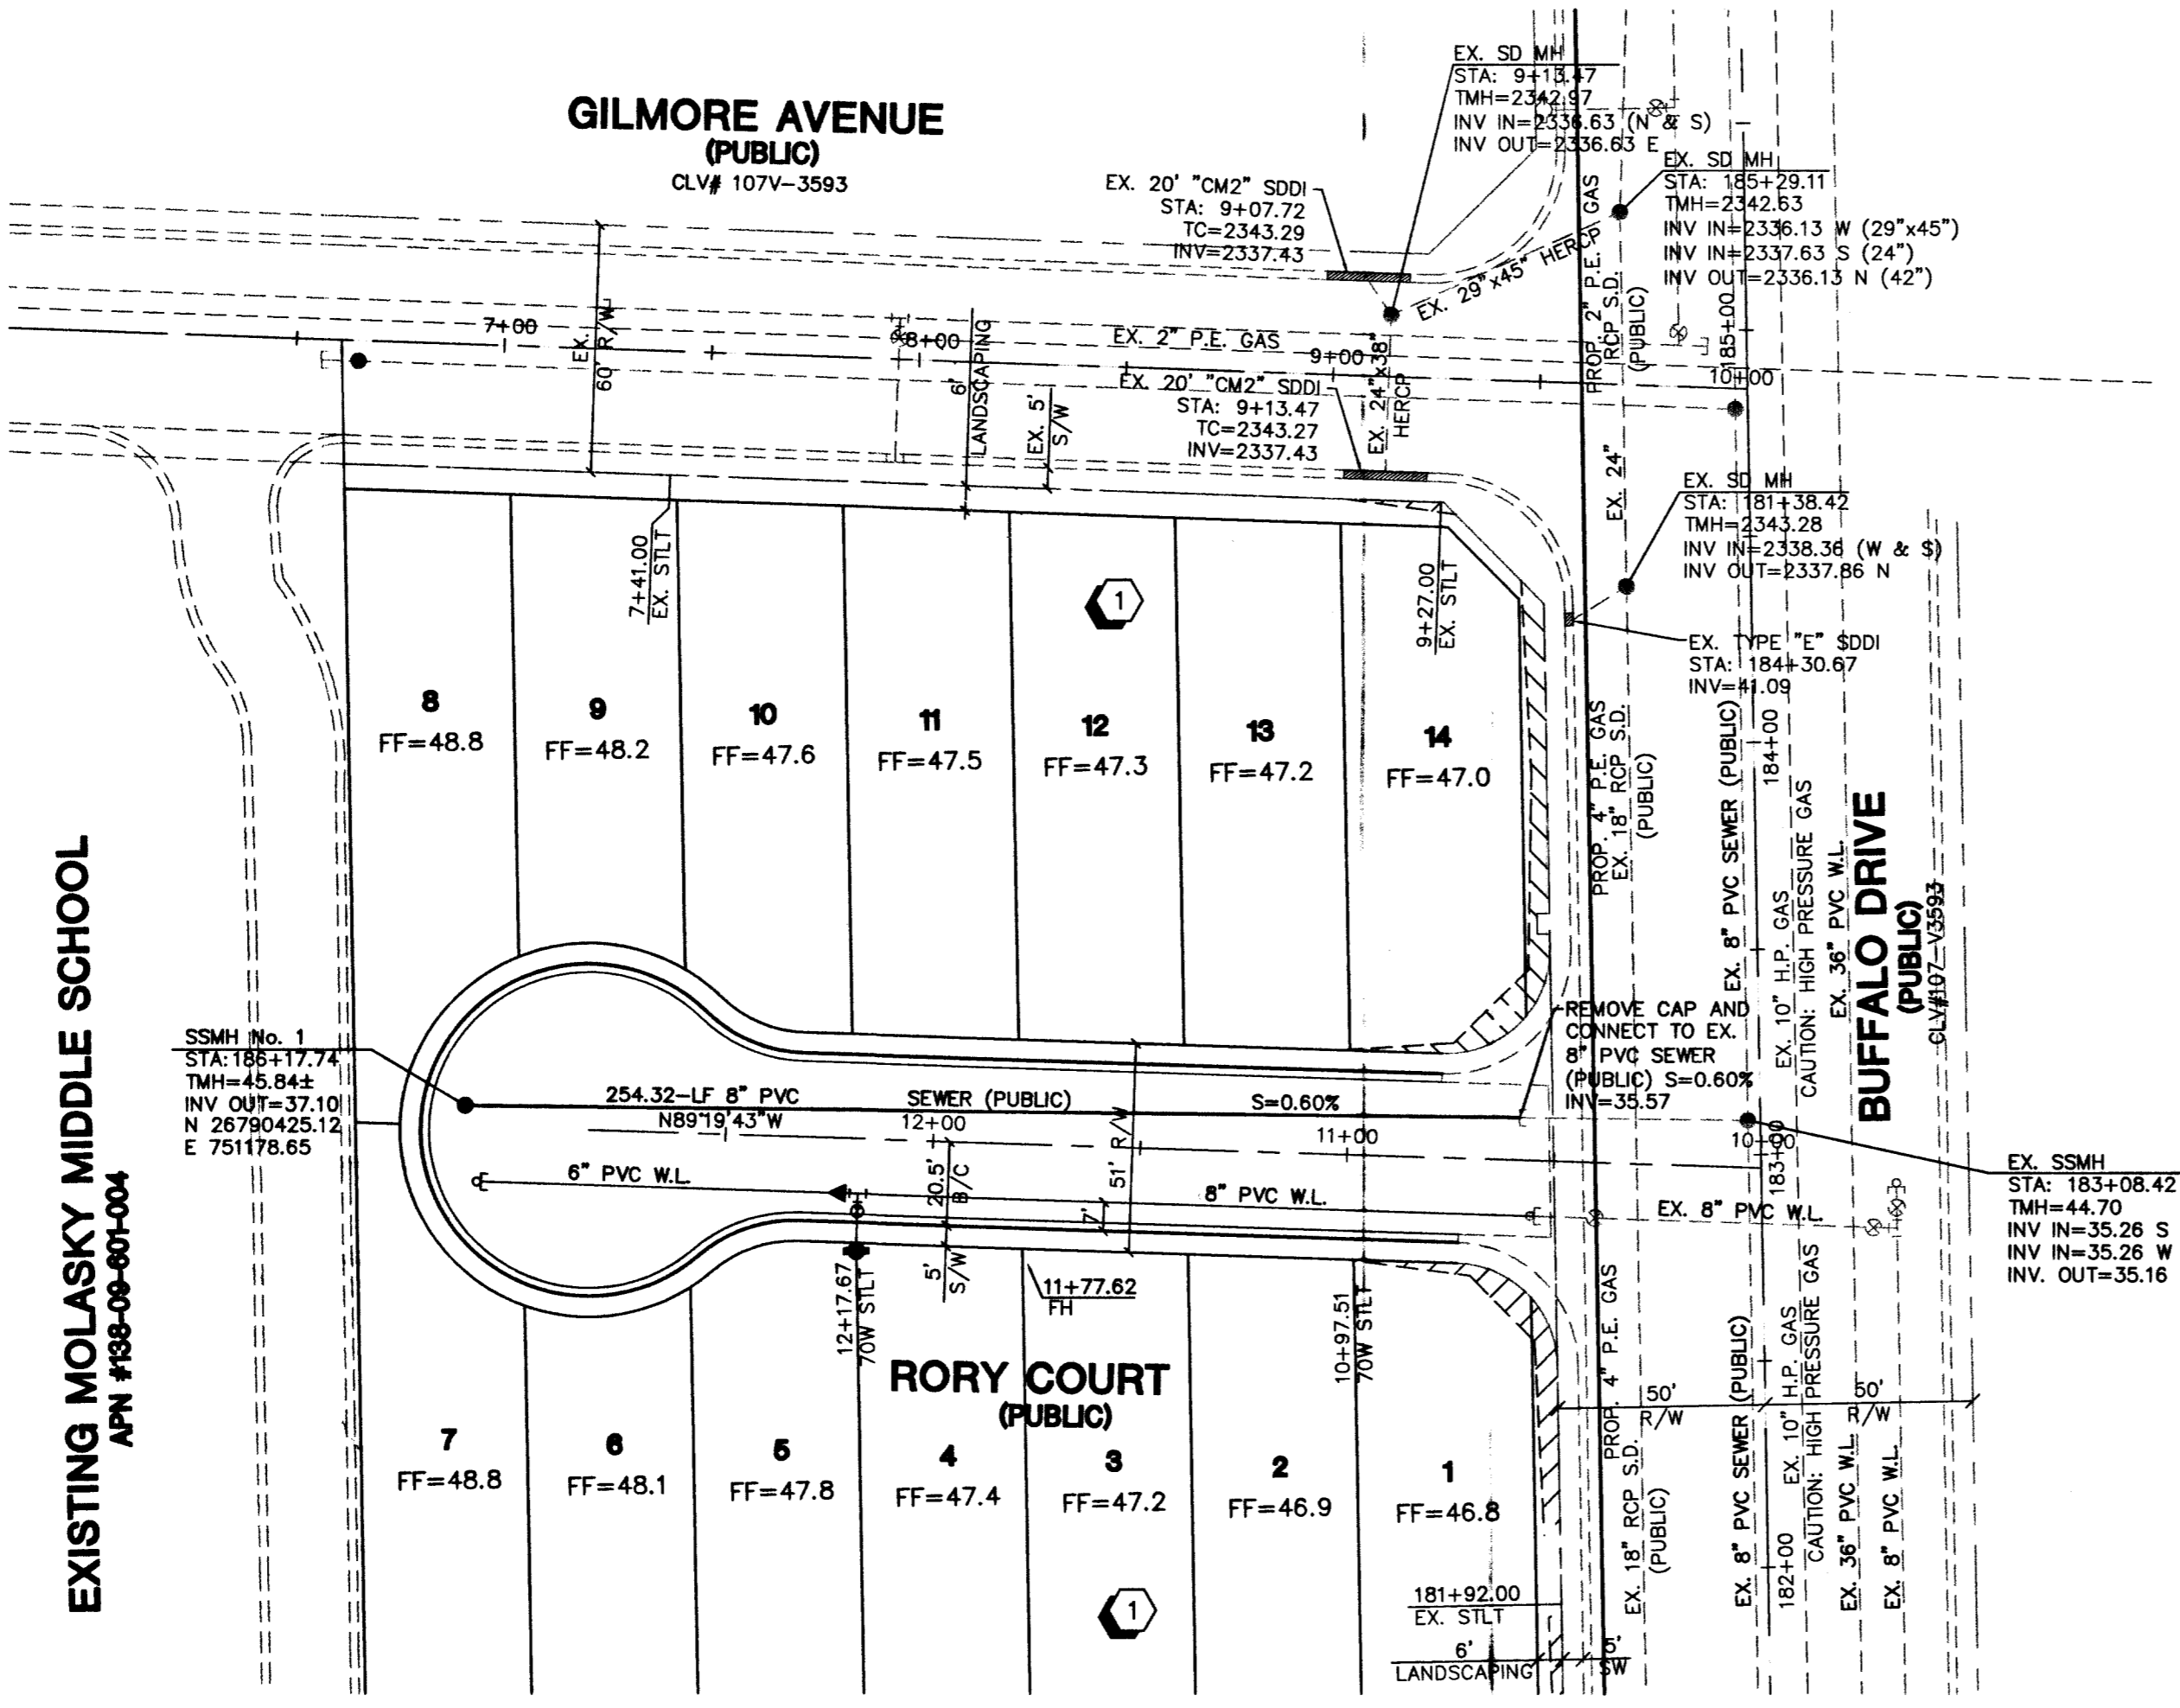 GILMORE AVENUE
(PUBLIC)
CLV# 107V-3593
EX. SD MH
STA: 9+13.47
TMH=2342.97
INV IN=2336.63 (N & S)
INV OUT=2336.63 E
EX. SD MH
STA: 185+29.11
TMH=2342.63
INV IN=2336.13 W (29"x45")
INV IN=2337.63 S (24")
INV OUT=2336.13 N (42")
EX. 20' "CM2" SDDI
STA: 9+07.72
TC=2343.29
INV=2337.43
EX. 29"x45" HERCP
PROP. 2" P.E. GAS
RCP S.D.
(PUBLIC)
185+00
7+00
EX.
60' R/W
8+00
6'
LANDSCAPING
EX. 5'
S/W
EX. 2" P.E. GAS
9+00
10+00
EX. 20' "CM2" SDDI
STA: 9+13.47
TC=2343.27
INV=2337.43
EX. 24"x38"
HERCP
EX. 24"
EX. SD MH
STA: 181+38.42
TMH=2343.28
INV IN=2338.36 (W & S)
INV OUT=2337.86 N
EX. TYPE "E" SDDI
STA: 184+30.67
INV=41.09
7+41.00
EX. STLT
1
9+27.00
EX. STLT
8
FF=48.8
9
FF=48.2
10
FF=47.6
11
FF=47.5
12
FF=47.3
13
FF=47.2
14
FF=47.0
PROP. 4" P.E. GAS
EX. 18" RCP S.D.
(PUBLIC)
EX. 8" PVC SEWER (PUBLIC)
184+00
EX. 10" H.P. GAS
CAUTION: HIGH PRESSURE GAS
EX. 36" PVC W.L.
BUFFALO DRIVE
(PUBLIC)
CLV#107-V3593
EXISTING MOLASKY MIDDLE SCHOOL
APN #138-09-601-004
SSMH No. 1
STA: 186+17.74
TMH=45.84±
INV OUT=37.10
N 26790425.12
E 751178.65
REMOVE CAP AND
CONNECT TO EX.
8" PVC SEWER
(PUBLIC) S=0.60%
INV=35.57
254.32-LF 8" PVC
SEWER (PUBLIC)
S=0.60%
N89°19'43"W
12+00
11+00
10+00
183+00
51' R/W
20.5'
B/C
6" PVC W.L.
8" PVC W.L.
7'
EX. 8" PVC W.L.
EX. SSMH
STA: 183+08.42
TMH=44.70
INV IN=35.26 S
INV IN=35.26 W
INV. OUT=35.16
5'
S/W
12+17.67
70W STLT
11+77.62
FH
10+97.51
70W STLT
RORY COURT
(PUBLIC)
7
FF=48.8
6
FF=48.1
5
FF=47.8
4
FF=47.4
3
FF=47.2
2
FF=46.9
1
FF=46.8
PROP. 4" P.E. GAS
EX. 18" RCP S.D.
(PUBLIC)
50'
R/W
50'
R/W
EX. 8" PVC SEWER (PUBLIC)
182+00
EX. 10" H.P. GAS
CAUTION: HIGH PRESSURE GAS
EX. 36" PVC W.L.
EX. 8" PVC W.L.
1
181+92.00
EX. STLT
6'
LANDSCAPING
5'
SW